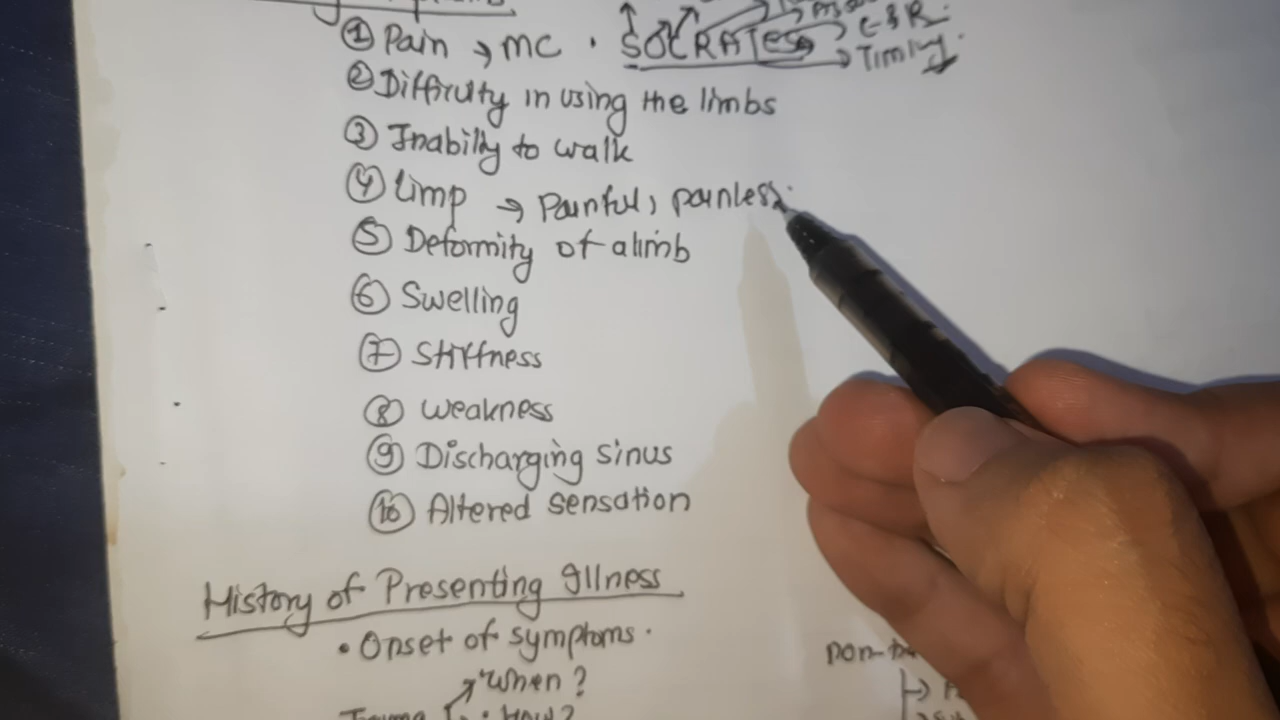 ① Pain → mc · SOCRATES
E & R.
Timing.
② Difficulty in using the limbs
③ Inability to walk
④ limp → Painful, painless.
⑤ Deformity of a limb
⑥ Swelling
⑦ Stiffness
⑧ weakness
⑨ Discharging sinus
⑩ Altered sensation
History of Presenting Illness
• Onset of symptoms.
When?
Trauma • How?